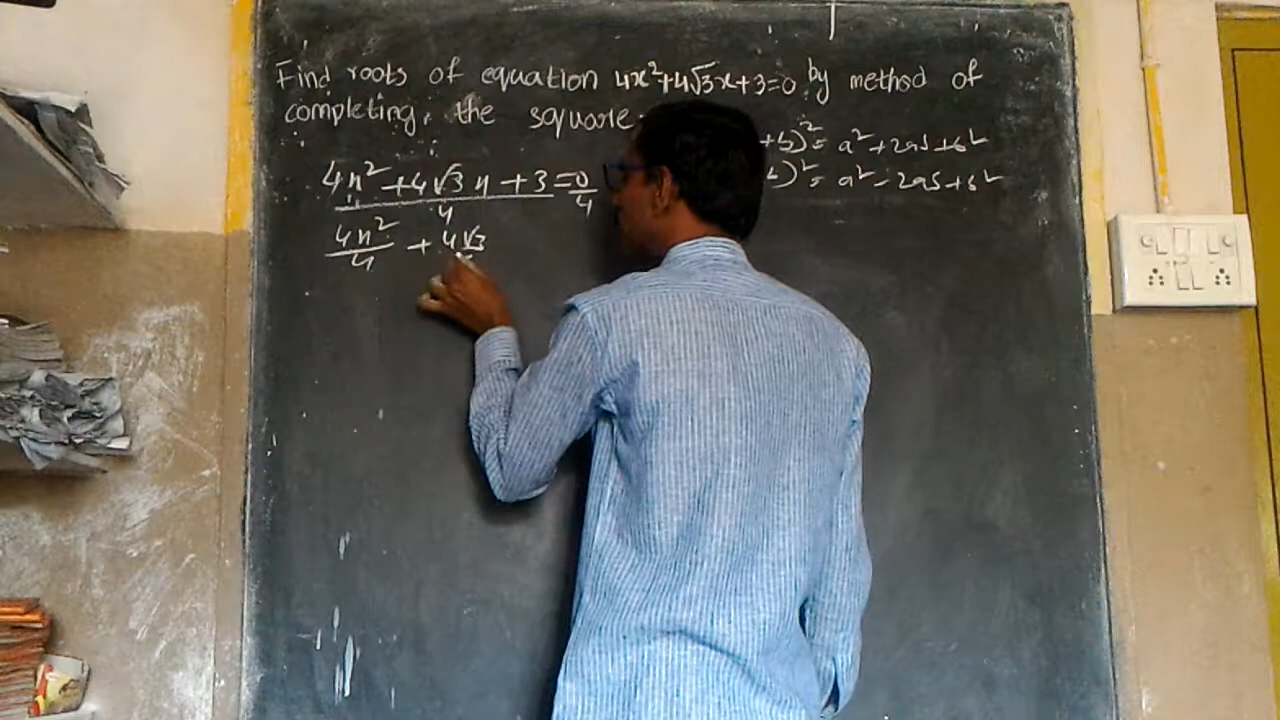 Find roots of equation 4x²+4√3x+3=0 by method of
completing the square.
+b)² = a²+2ab+b²
)² = a²-2ab+b²
4x²+4√3x+3=0/4
4
4x²/4 + 4√3